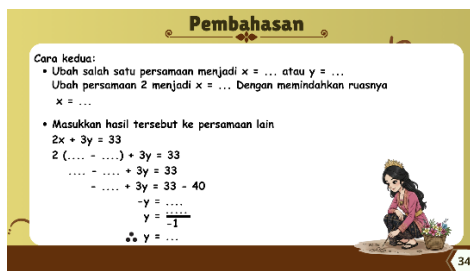 Pembahasan
Cara kedua:
• Ubah salah satu persamaan menjadi x = ... atau y = ...
Ubah persamaan 2 menjadi x = ... Dengan memindahkan ruasnya
x = ...
• Masukkan hasil tersebut ke persamaan lain
2x + 3y = 33
2 (.... - ....) + 3y = 33
.... - .... + 3y = 33
- .... + 3y = 33 - 40
-y = ....
y = ..... / -1
∴ y = ...
34